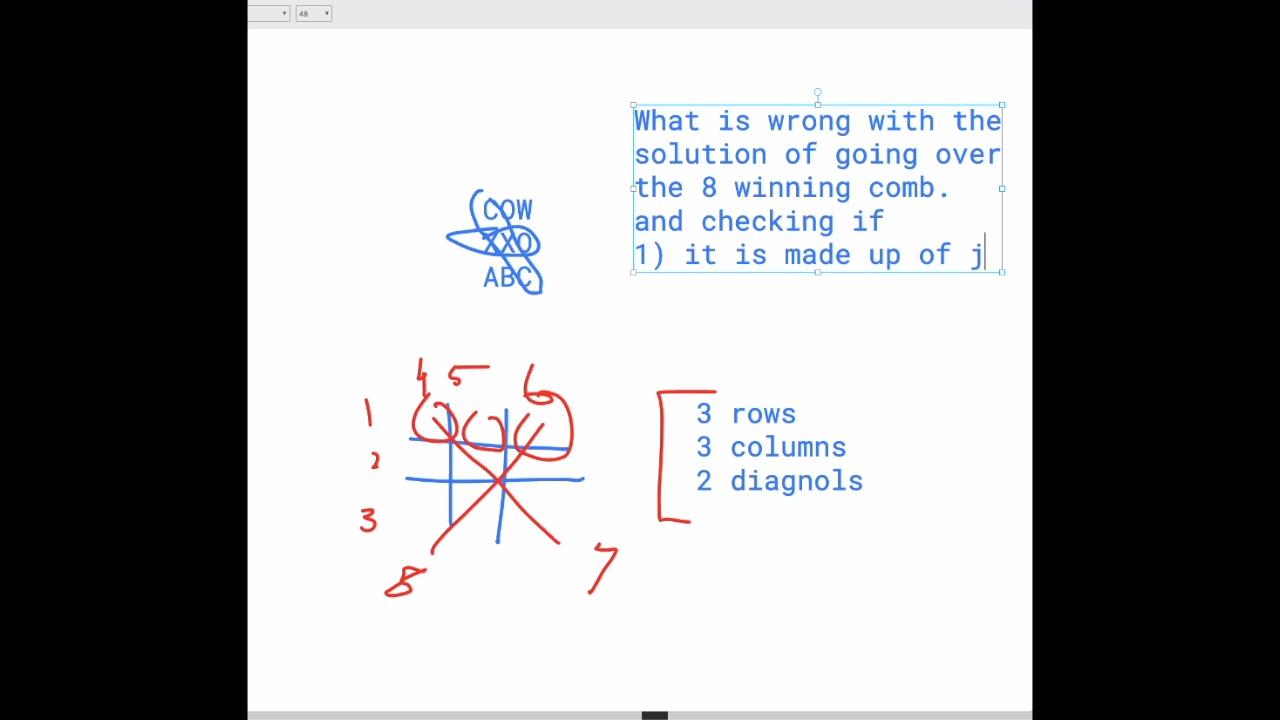 48
What is wrong with the
solution of going over
the 8 winning comb.
and checking if
1) it is made up of j
COW
XXO
ABC
4 5 6
1
2
3
8 7
3 rows
3 columns
2 diagnols